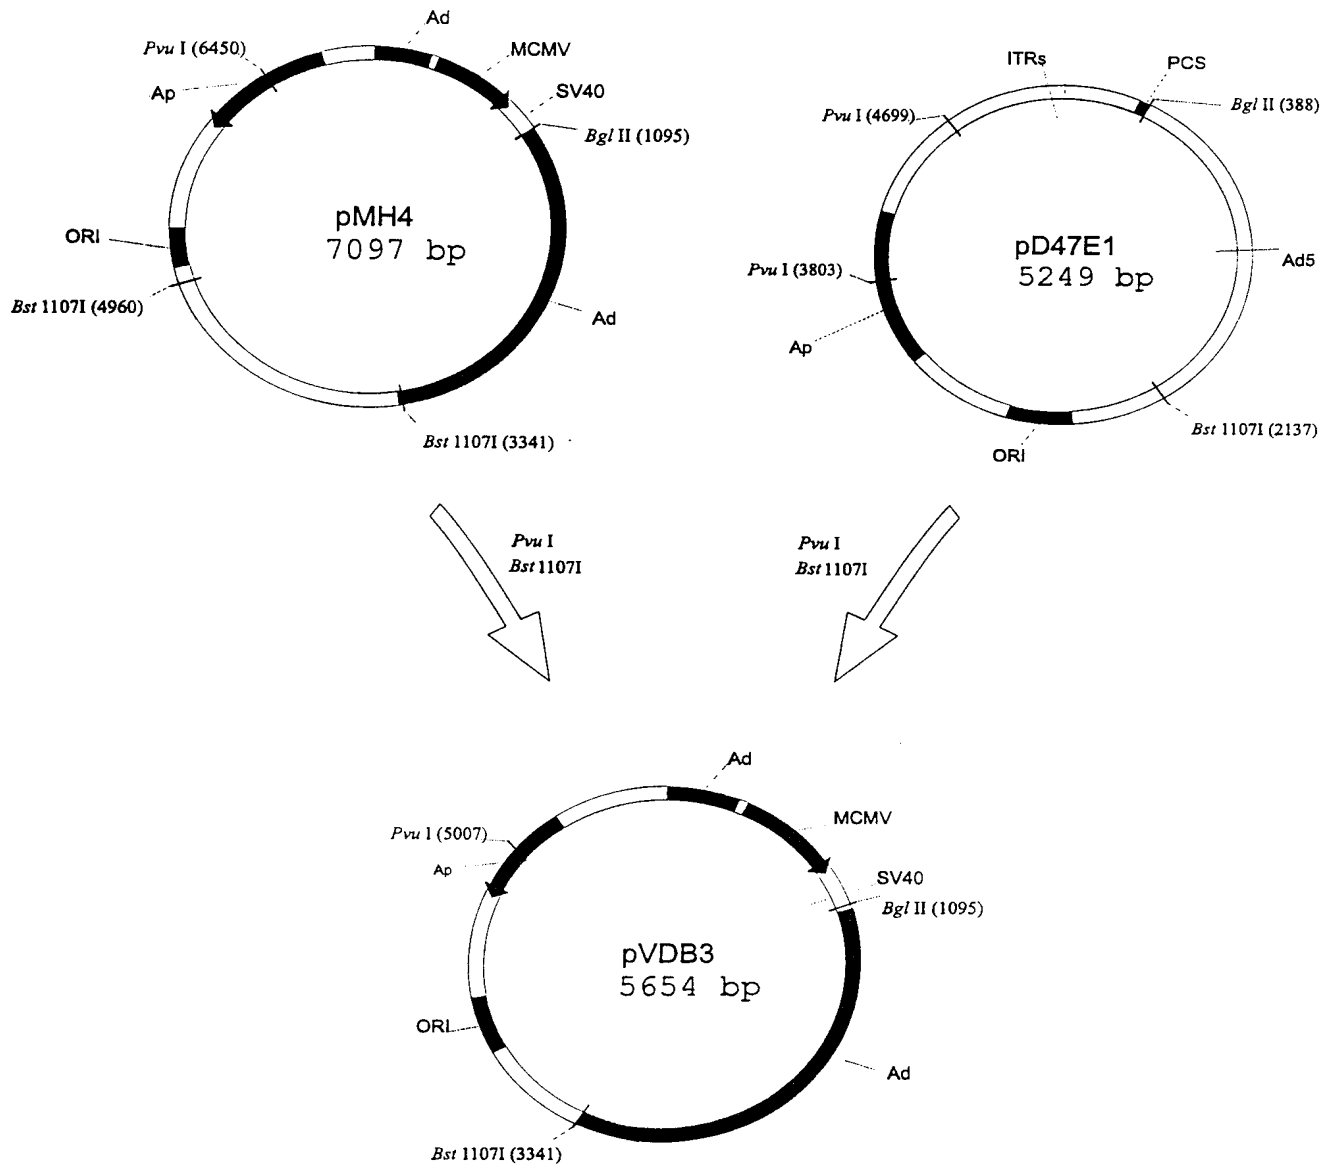 Ad
Pvu I (6450)
MCMV
Ap
SV40
Bgl II (1095)
pMH4
7097 bp
ORI
Bst 1107I (4960)
Ad
Bst 1107I (3341)
ITRs
PCS
Bgl II (388)
Pvu I (4699)
pD47E1
5249 bp
Ad5
Pvu I (3803)
Ap
Bst 1107I (2137)
ORI
Pvu I
Bst 1107I
Pvu I
Bst 1107I
Ad
MCMV
Pvu I (5007)
Ap
SV40
Bgl II (1095)
pVDB3
5654 bp
ORI
Ad
Bst 1107I (3341)